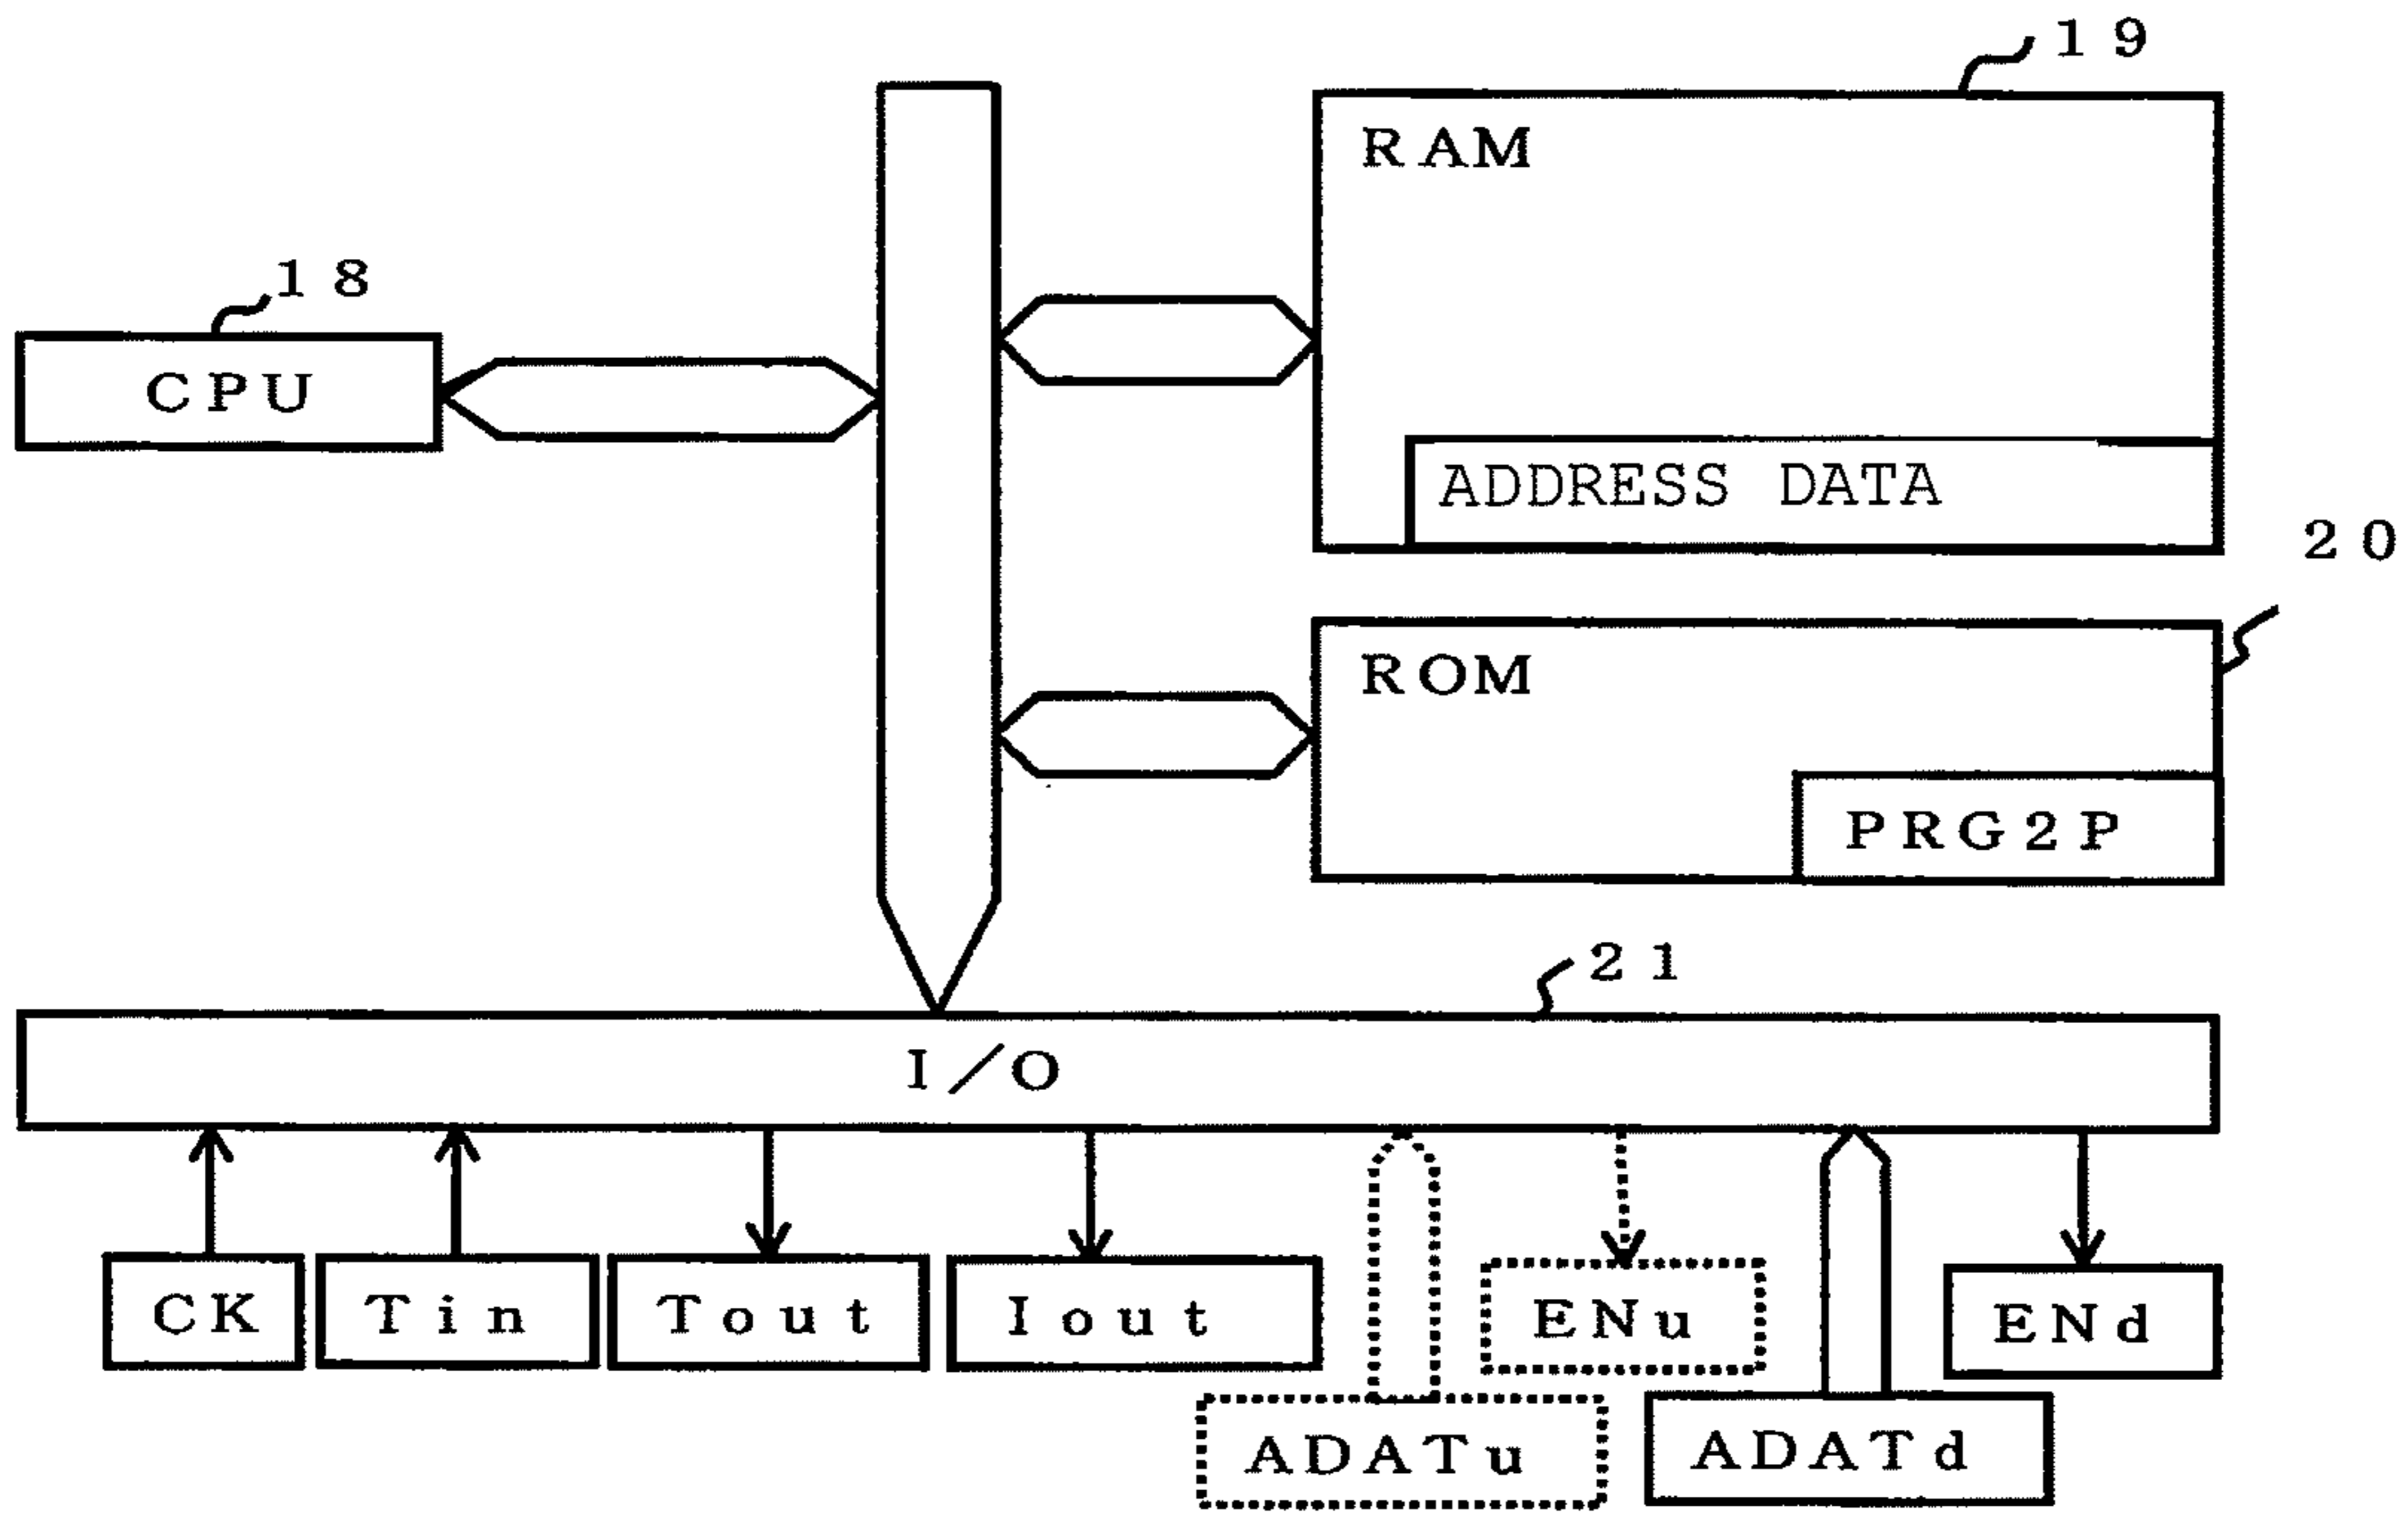 19
RAM
18
CPU
ADDRESS DATA
20
ROM
PRG2P
21
I/O
CK
Tin
Tout
Iout
ENu
ENd
ADATu
ADATd